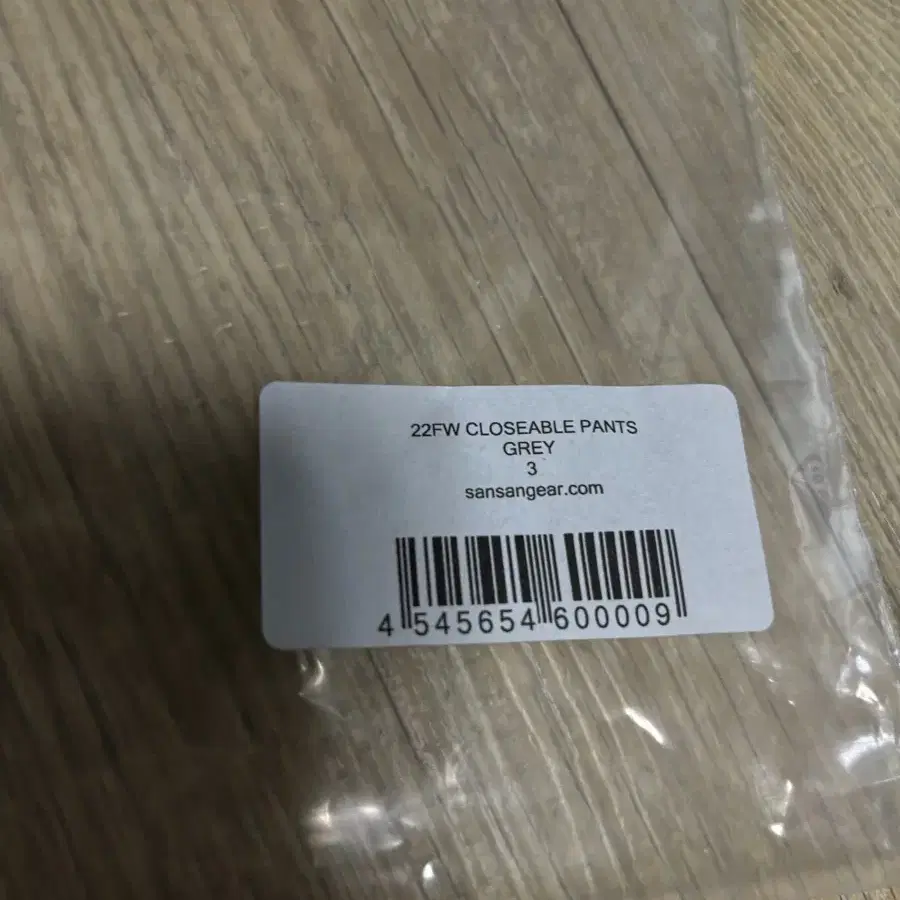 22FW CLOSEABLE PANTS
GREY
3
sansangear.com
4 545654 600009